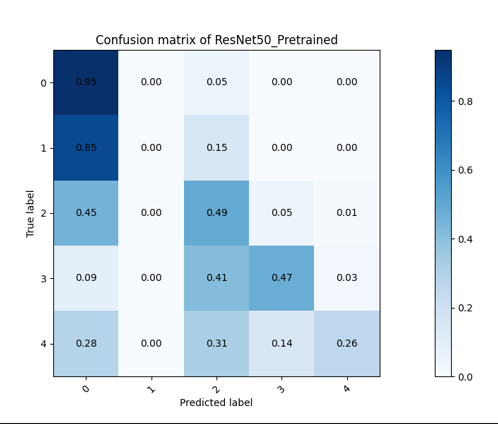 Confusion matrix of ResNet50_Pretrained
0 0.95 0.00 0.05 0.00 0.00
1 0.85 0.00 0.15 0.00 0.00
2 0.45 0.00 0.49 0.05 0.01
3 0.09 0.00 0.41 0.47 0.03
4 0.28 0.00 0.31 0.14 0.26
0 1 2 3 4
True label
Predicted label
0.8
0.6
0.4
0.2
0.0